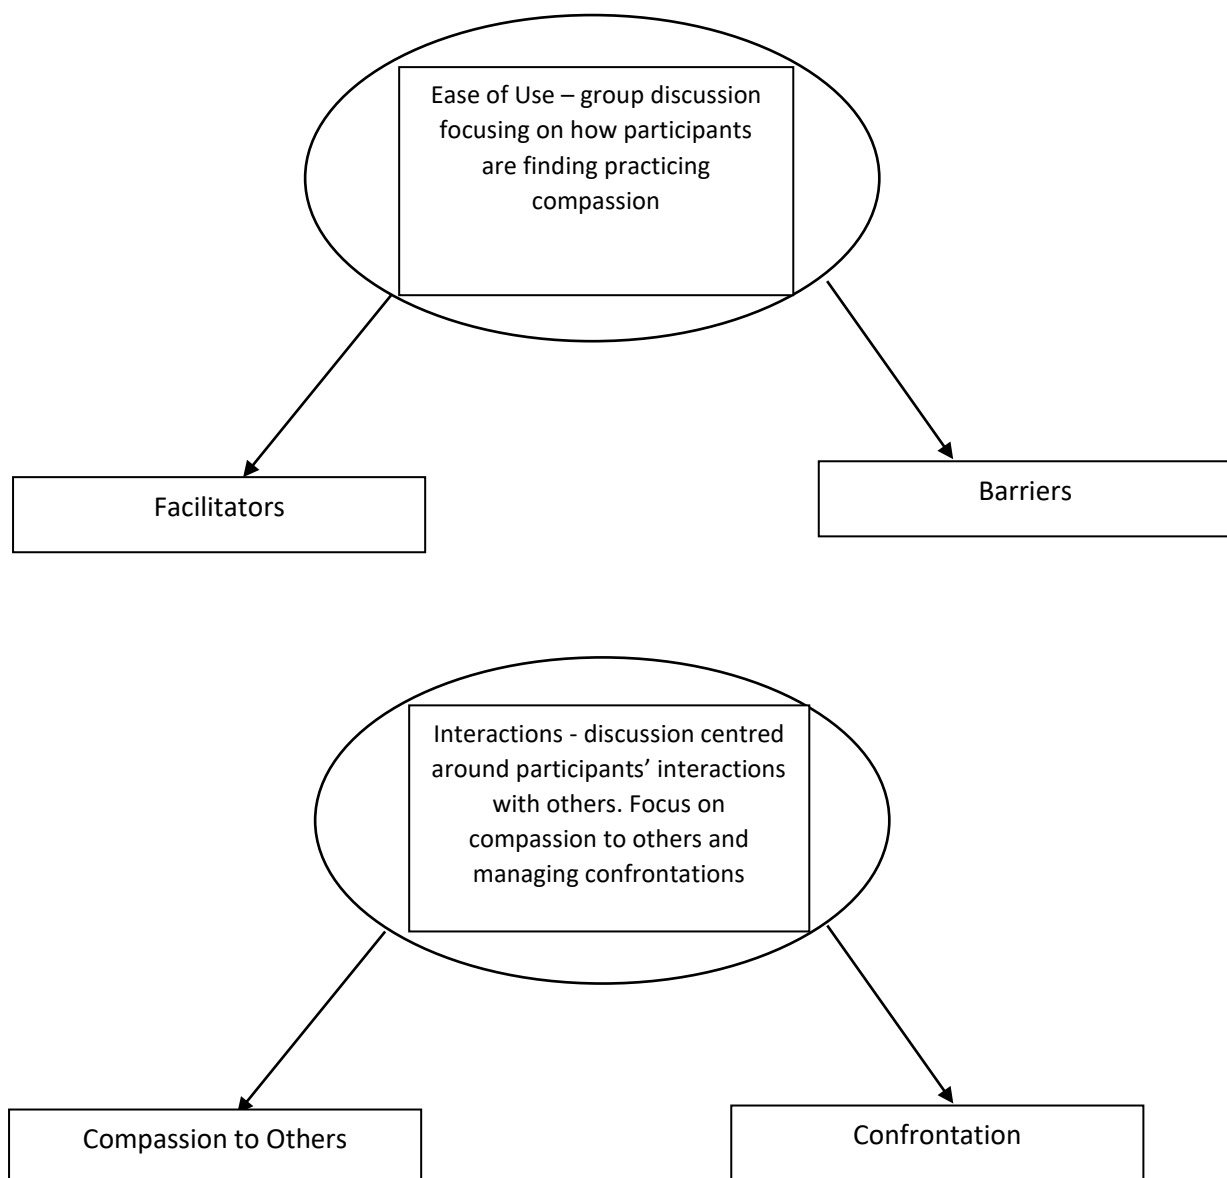 Ease of Use – group discussion
focusing on how participants
are finding practicing
compassion
Facilitators
Barriers
Interactions - discussion centred
around participants’ interactions
with others. Focus on
compassion to others and
managing confrontations
Compassion to Others
Confrontation